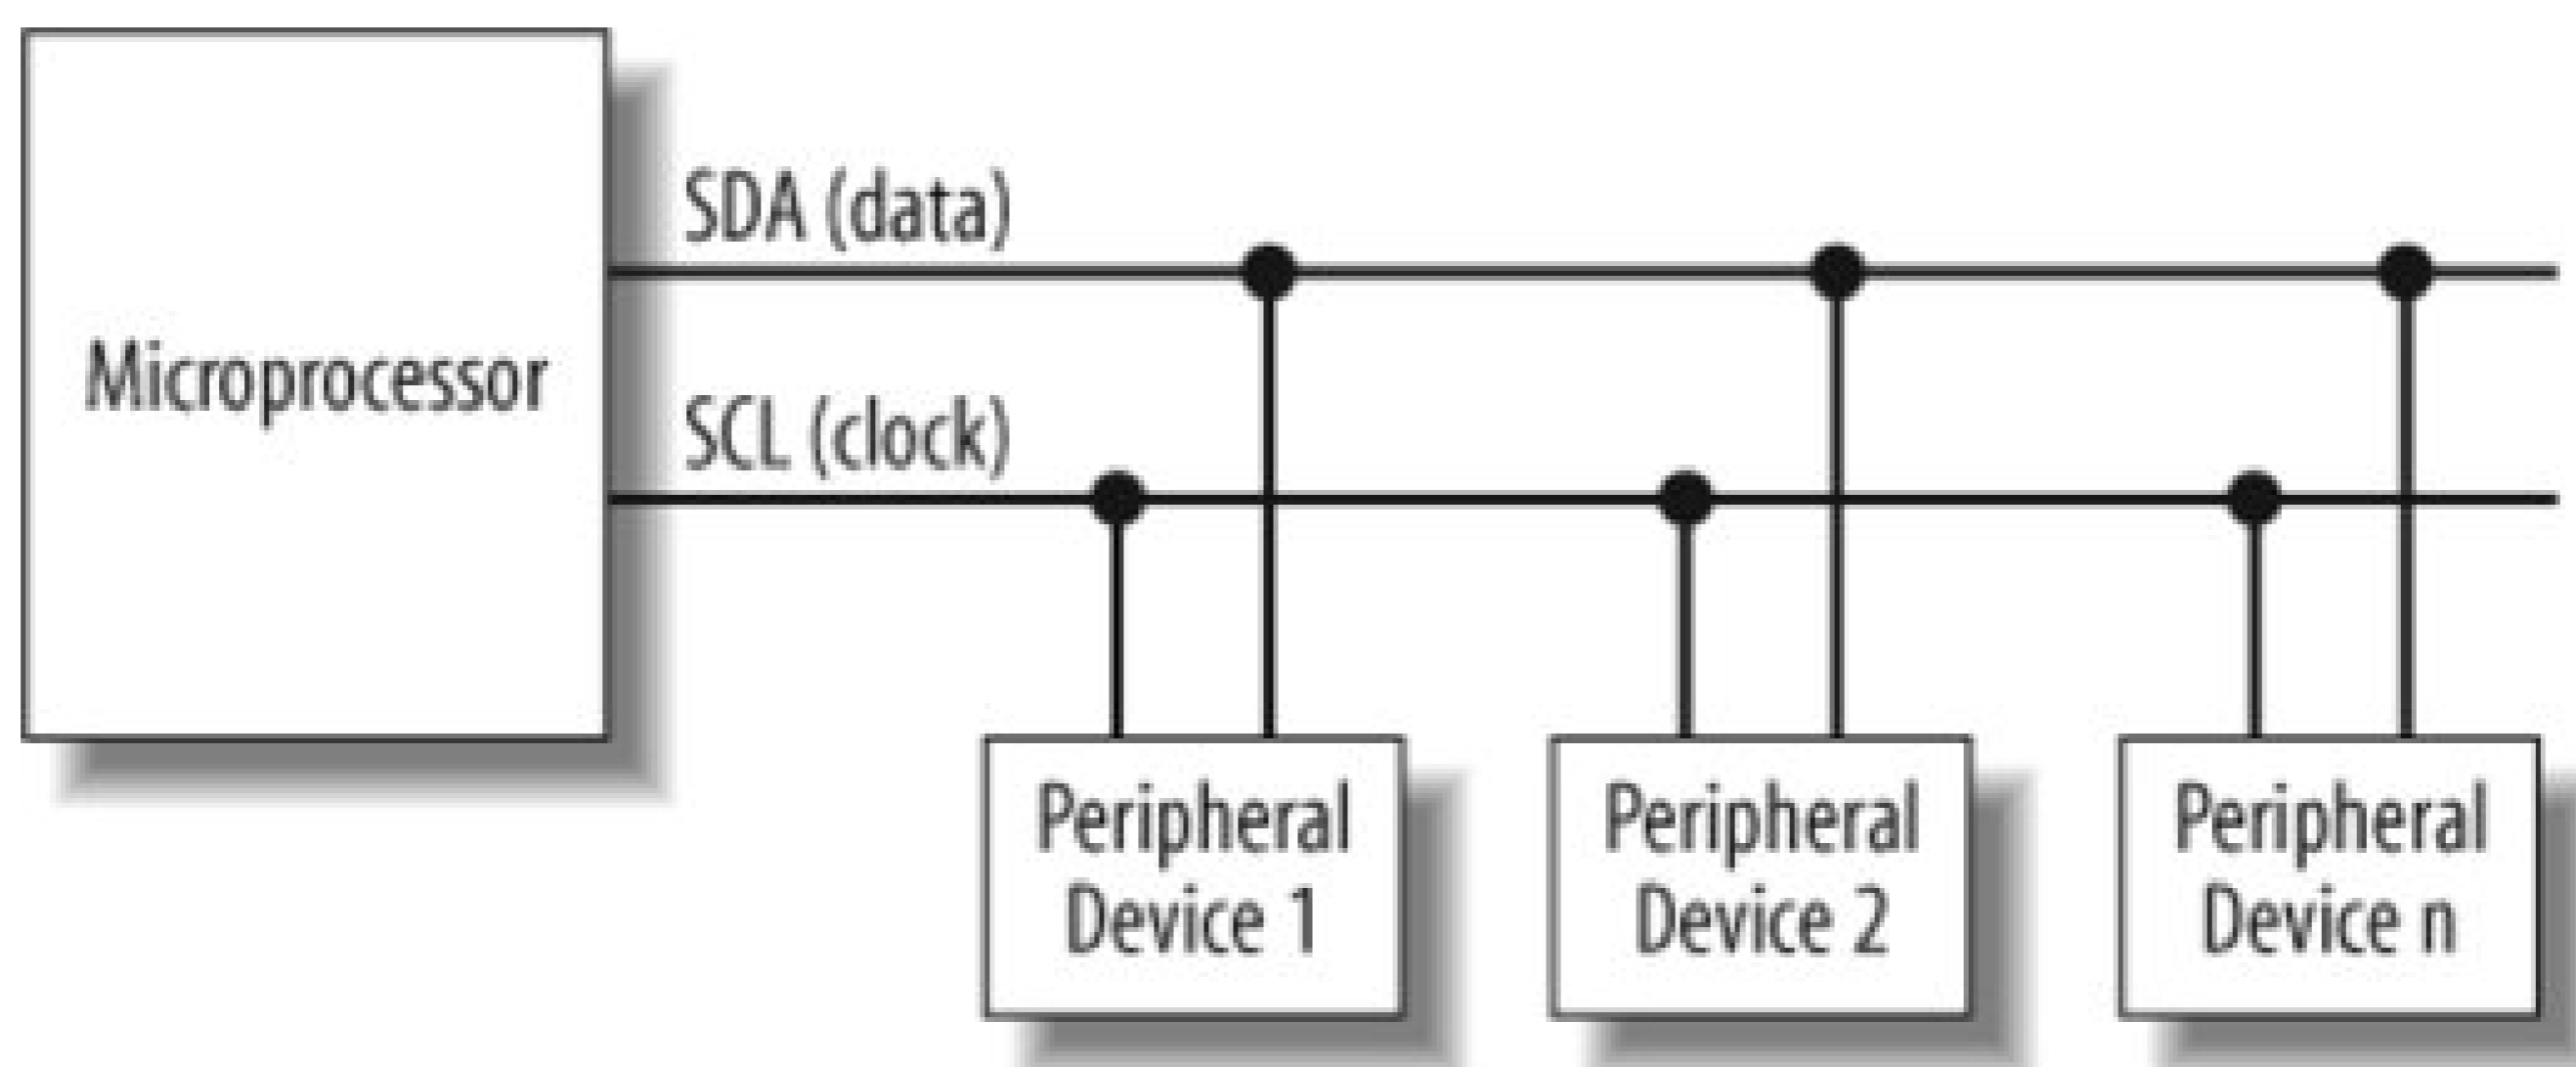 SDA (data)
Microprocessor
SCL (clock)
Peripheral
Device 1
Peripheral
Device 2
Peripheral
Device n